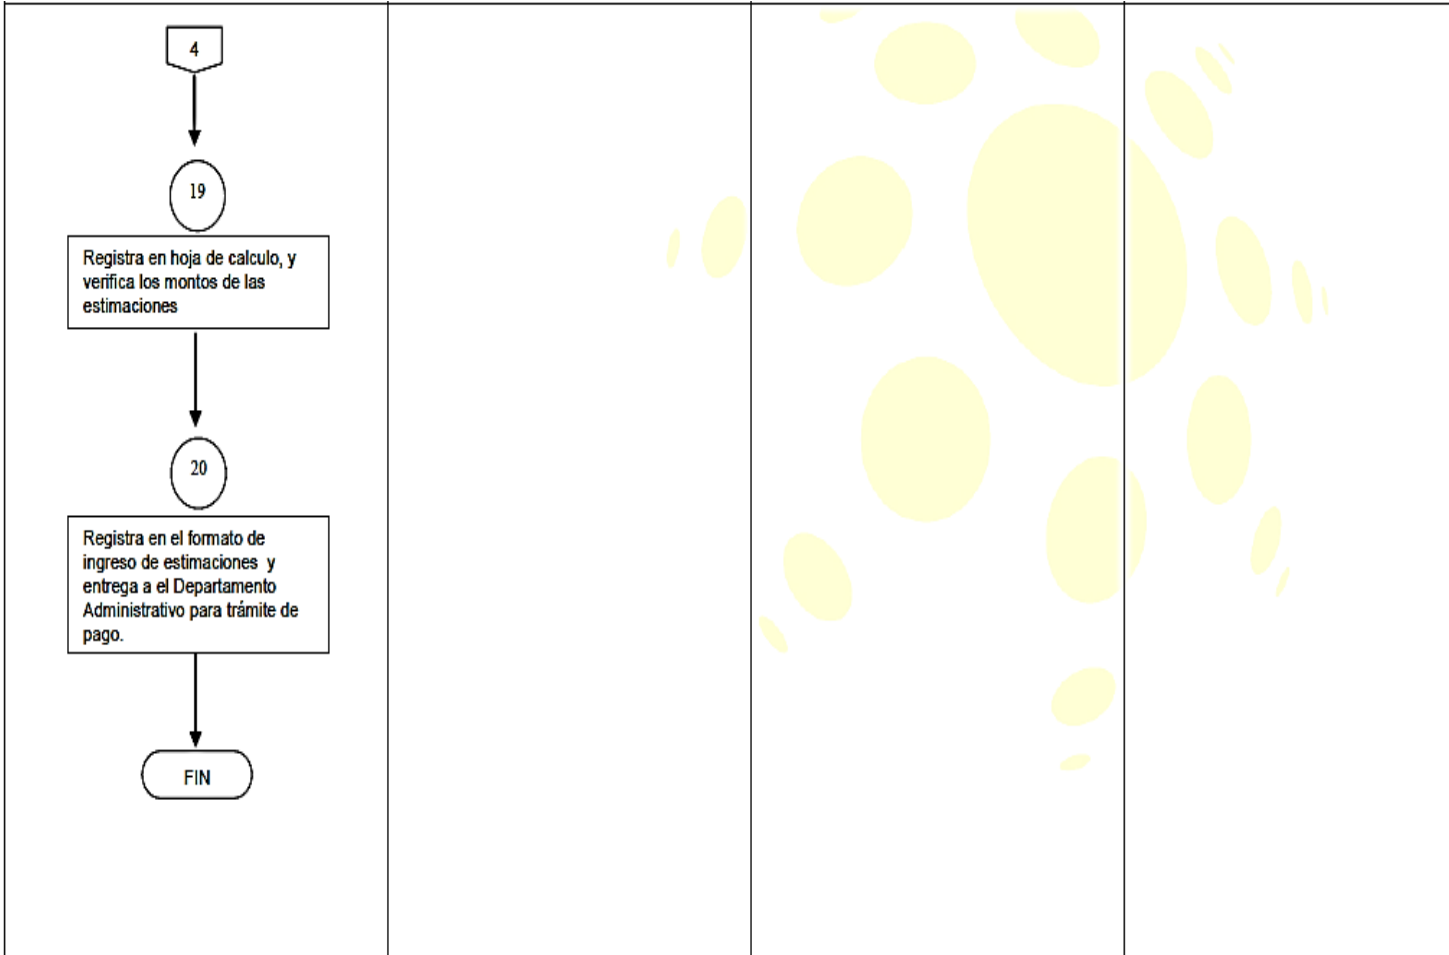 4
19
Registra en hoja de calculo, y
verifica los montos de las
estimaciones
20
Registra en el formato de
ingreso de estimaciones y
entrega a el Departamento
Administrativo para trámite de
pago.
FIN